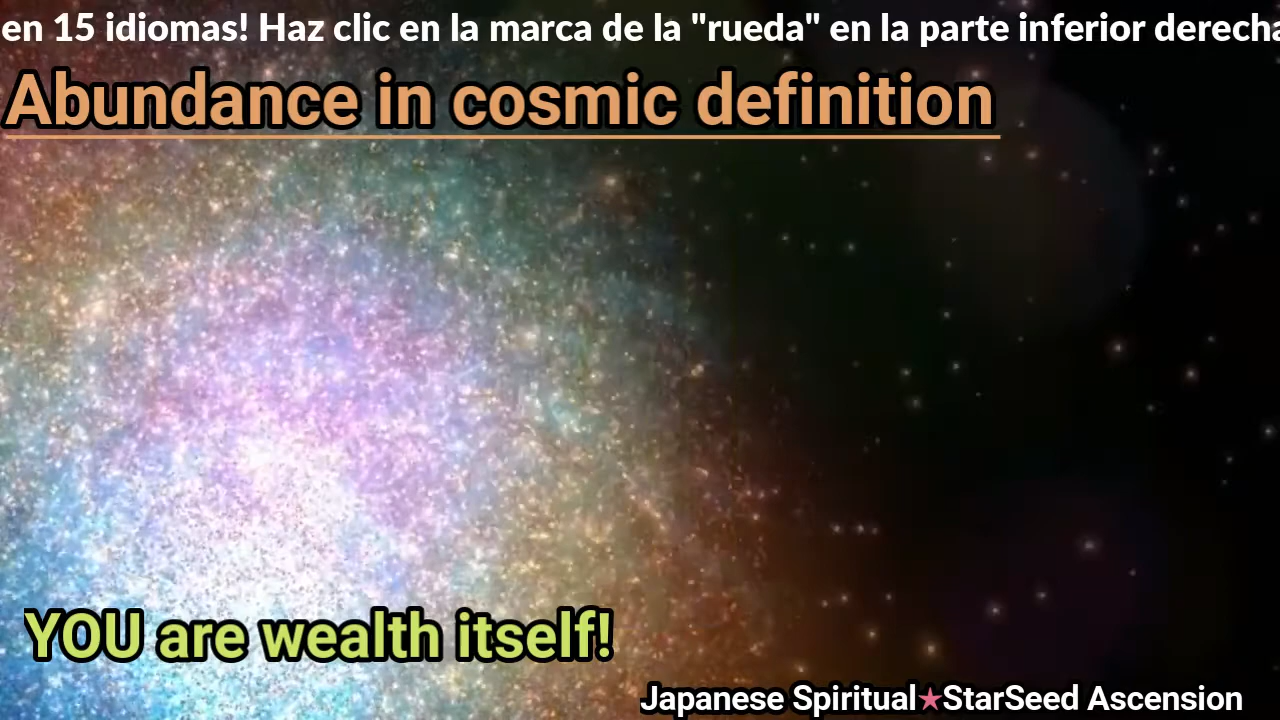 en 15 idiomas! Haz clic en la marca de la "rueda" en la parte inferior derecha
Abundance in cosmic definition
YOU are wealth itself!
Japanese Spiritual★StarSeed Ascension